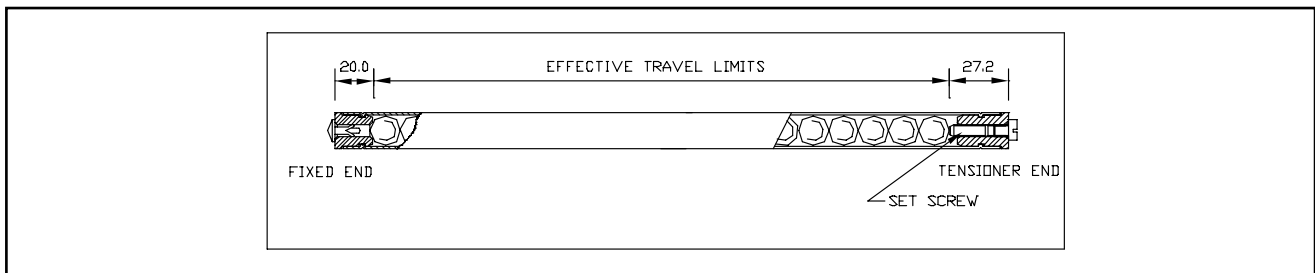 20.0 EFFECTIVE TRAVEL LIMITS 27.2
FIXED END
TENSIONER END
SET SCREW